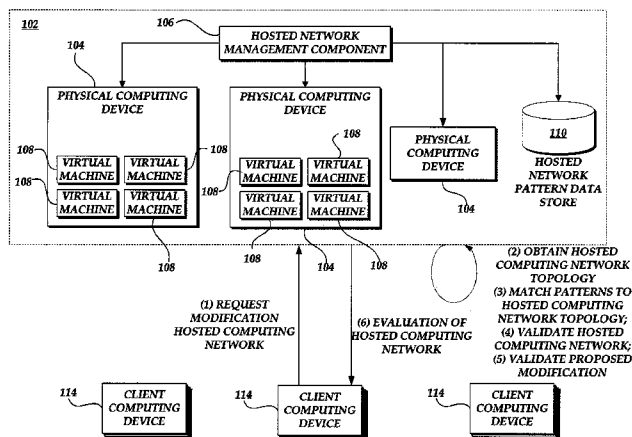 102
106
HOSTED NETWORK
MANAGEMENT COMPONENT
104
PHYSICAL COMPUTING
DEVICE
108
VIRTUAL
MACHINE
VIRTUAL
MACHINE
108
108
VIRTUAL
MACHINE
VIRTUAL
MACHINE
108
PHYSICAL COMPUTING
DEVICE
108
108
VIRTUAL
MACHINE
VIRTUAL
MACHINE
VIRTUAL
MACHINE
VIRTUAL
MACHINE
108
104
108
PHYSICAL
COMPUTING
DEVICE
104
110
HOSTED
NETWORK
PATTERN DATA
STORE
(1) REQUEST
MODIFICATION
HOSTED COMPUTING
NETWORK
(6) EVALUATION OF
HOSTED COMPUTING
NETWORK
(2) OBTAIN HOSTED
COMPUTING NETWORK
TOPOLOGY
(3) MATCH PATTERNS TO
HOSTED COMPUTING
NETWORK TOPOLOGY;
(4) VALIDATE HOSTED
COMPUTING NETWORK;
(5) VALIDATE PROPOSED
MODIFICATION
114
CLIENT
COMPUTING
DEVICE
114
CLIENT
COMPUTING
DEVICE
114
CLIENT
COMPUTING
DEVICE